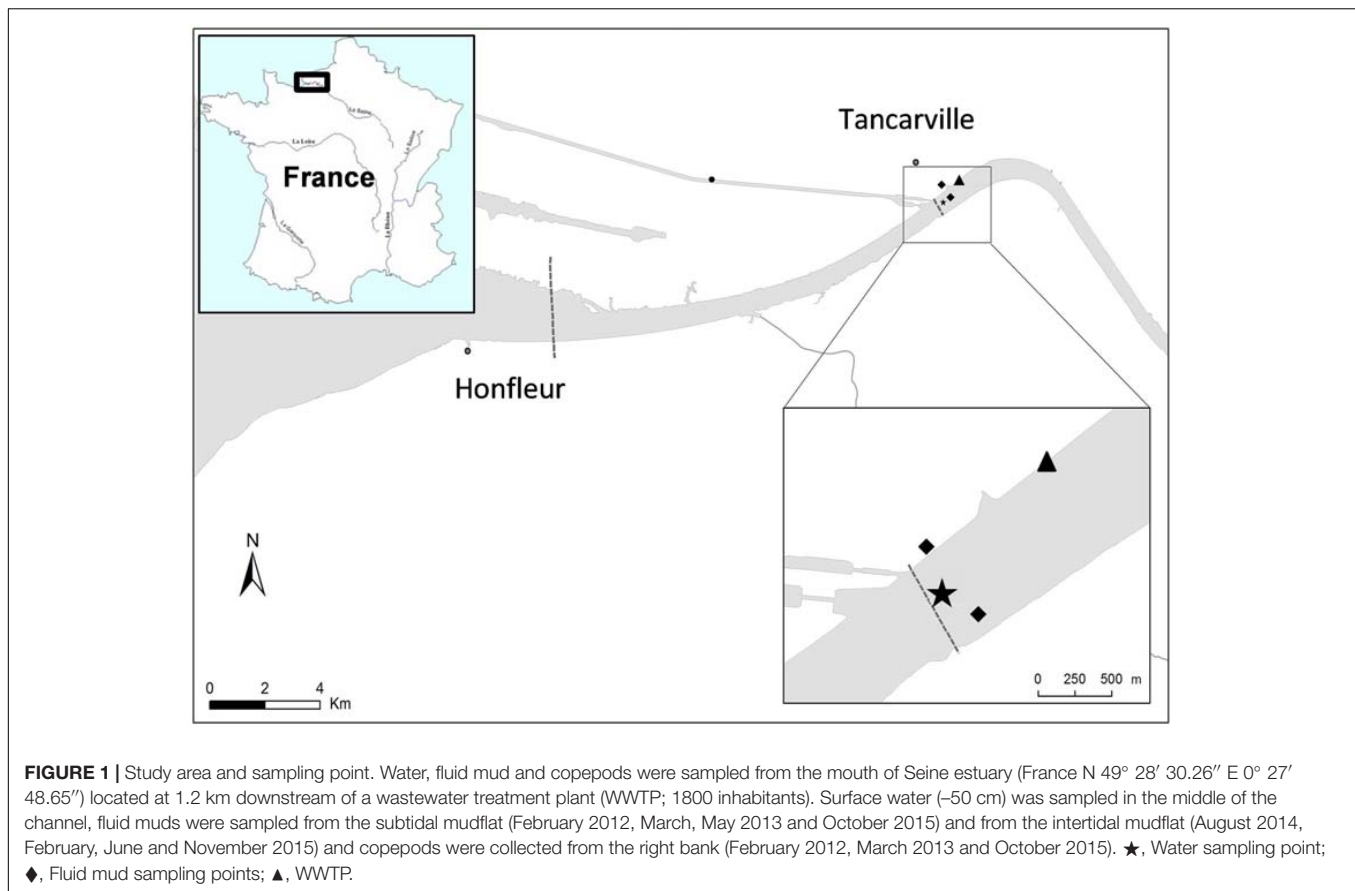 France
La Seine
La Loire
La Saône
La Garonne
Le Rhône
Tancarville
Honfleur
N
0 2 4
Km
0 250 500 m
FIGURE 1 | Study area and sampling point. Water, fluid mud and copepods were sampled from the mouth of Seine estuary (France N 49° 28′ 30.26″ E 0° 27′
48.65″) located at 1.2 km downstream of a wastewater treatment plant (WWTP; 1800 inhabitants). Surface water (–50 cm) was sampled in the middle of the
channel, fluid muds were sampled from the subtidal mudflat (February 2012, March, May 2013 and October 2015) and from the intertidal mudflat (August 2014,
February, June and November 2015) and copepods were collected from the right bank (February 2012, March 2013 and October 2015). ★, Water sampling point;
◆, Fluid mud sampling points; ▲, WWTP.